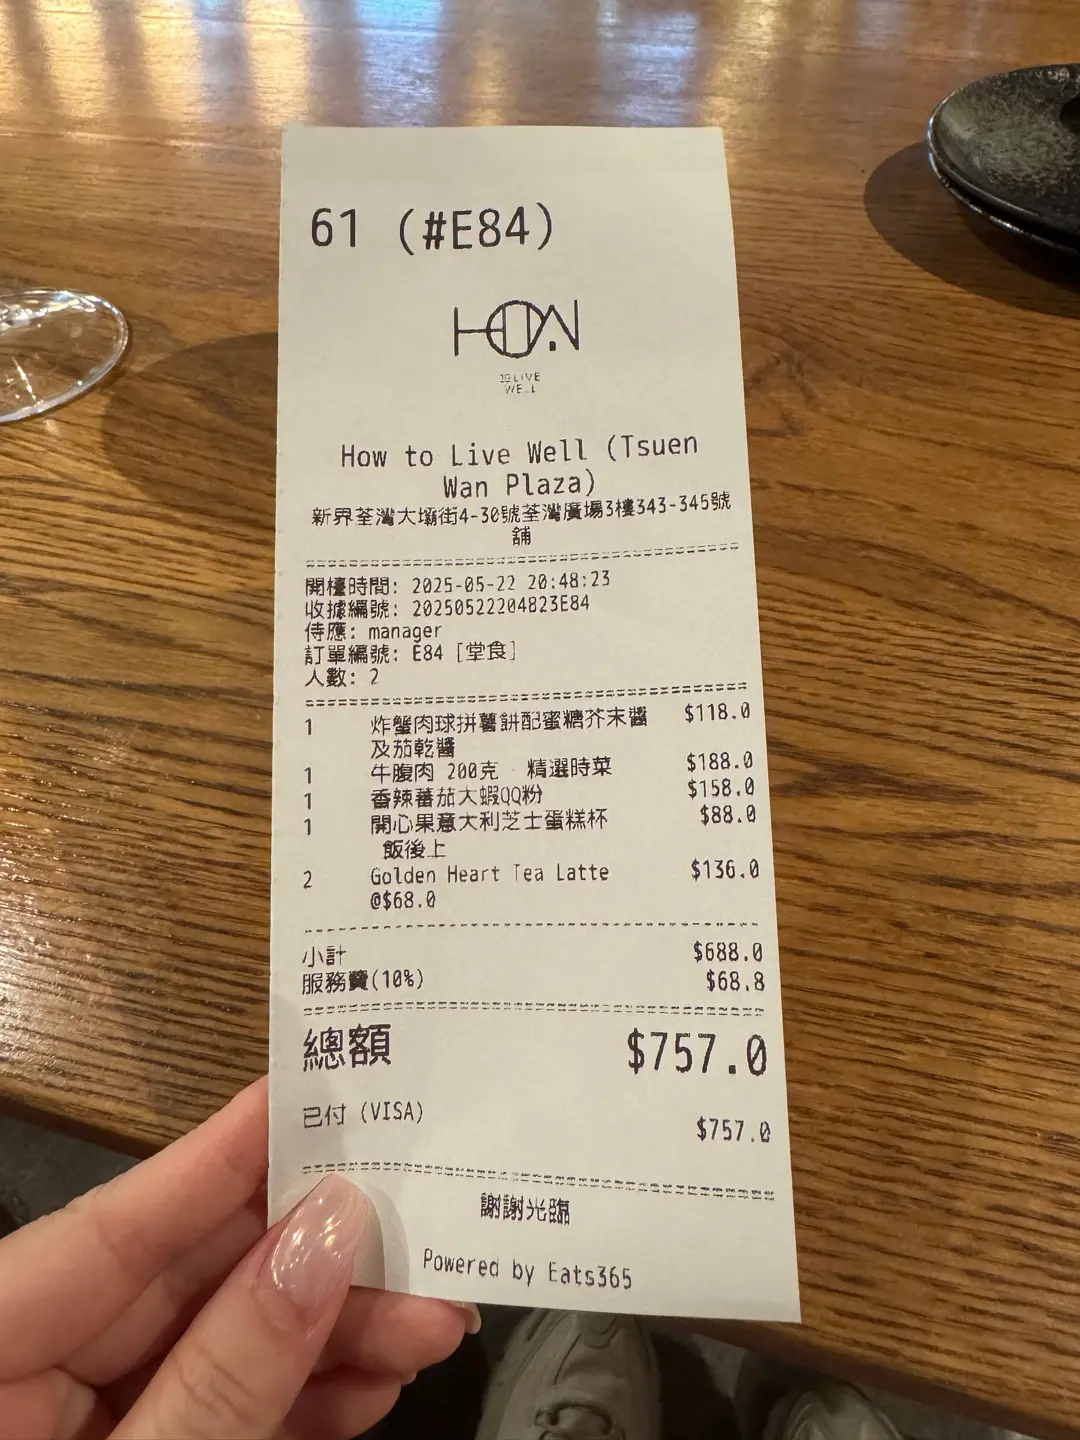 61 (#E84)
HOW
TO LIVE
WELL
How to Live Well (Tsuen
Wan Plaza)
新界荃灣大壩街4-30號荃灣廣場3樓343-345號
舖
開檯時間: 2025-05-22 20:48:23
收據編號: 20250522204823E84
侍應: manager
訂單編號: E84 [堂食]
人數: 2
1 炸蟹肉球拼薯餅配蜜糖芥末醬 $118.0
及茄乾醬
1 牛腹肉 200克 - 精選時菜 $188.0
1 香辣蕃茄大蝦QQ粉 $158.0
1 開心果意大利芝士蛋糕杯 $88.0
飯後上
2 Golden Heart Tea Latte $136.0
@$68.0
小計 $688.0
服務費(10%) $68.8
總額 $757.0
已付 (VISA) $757.0
謝謝光臨
Powered by Eats365